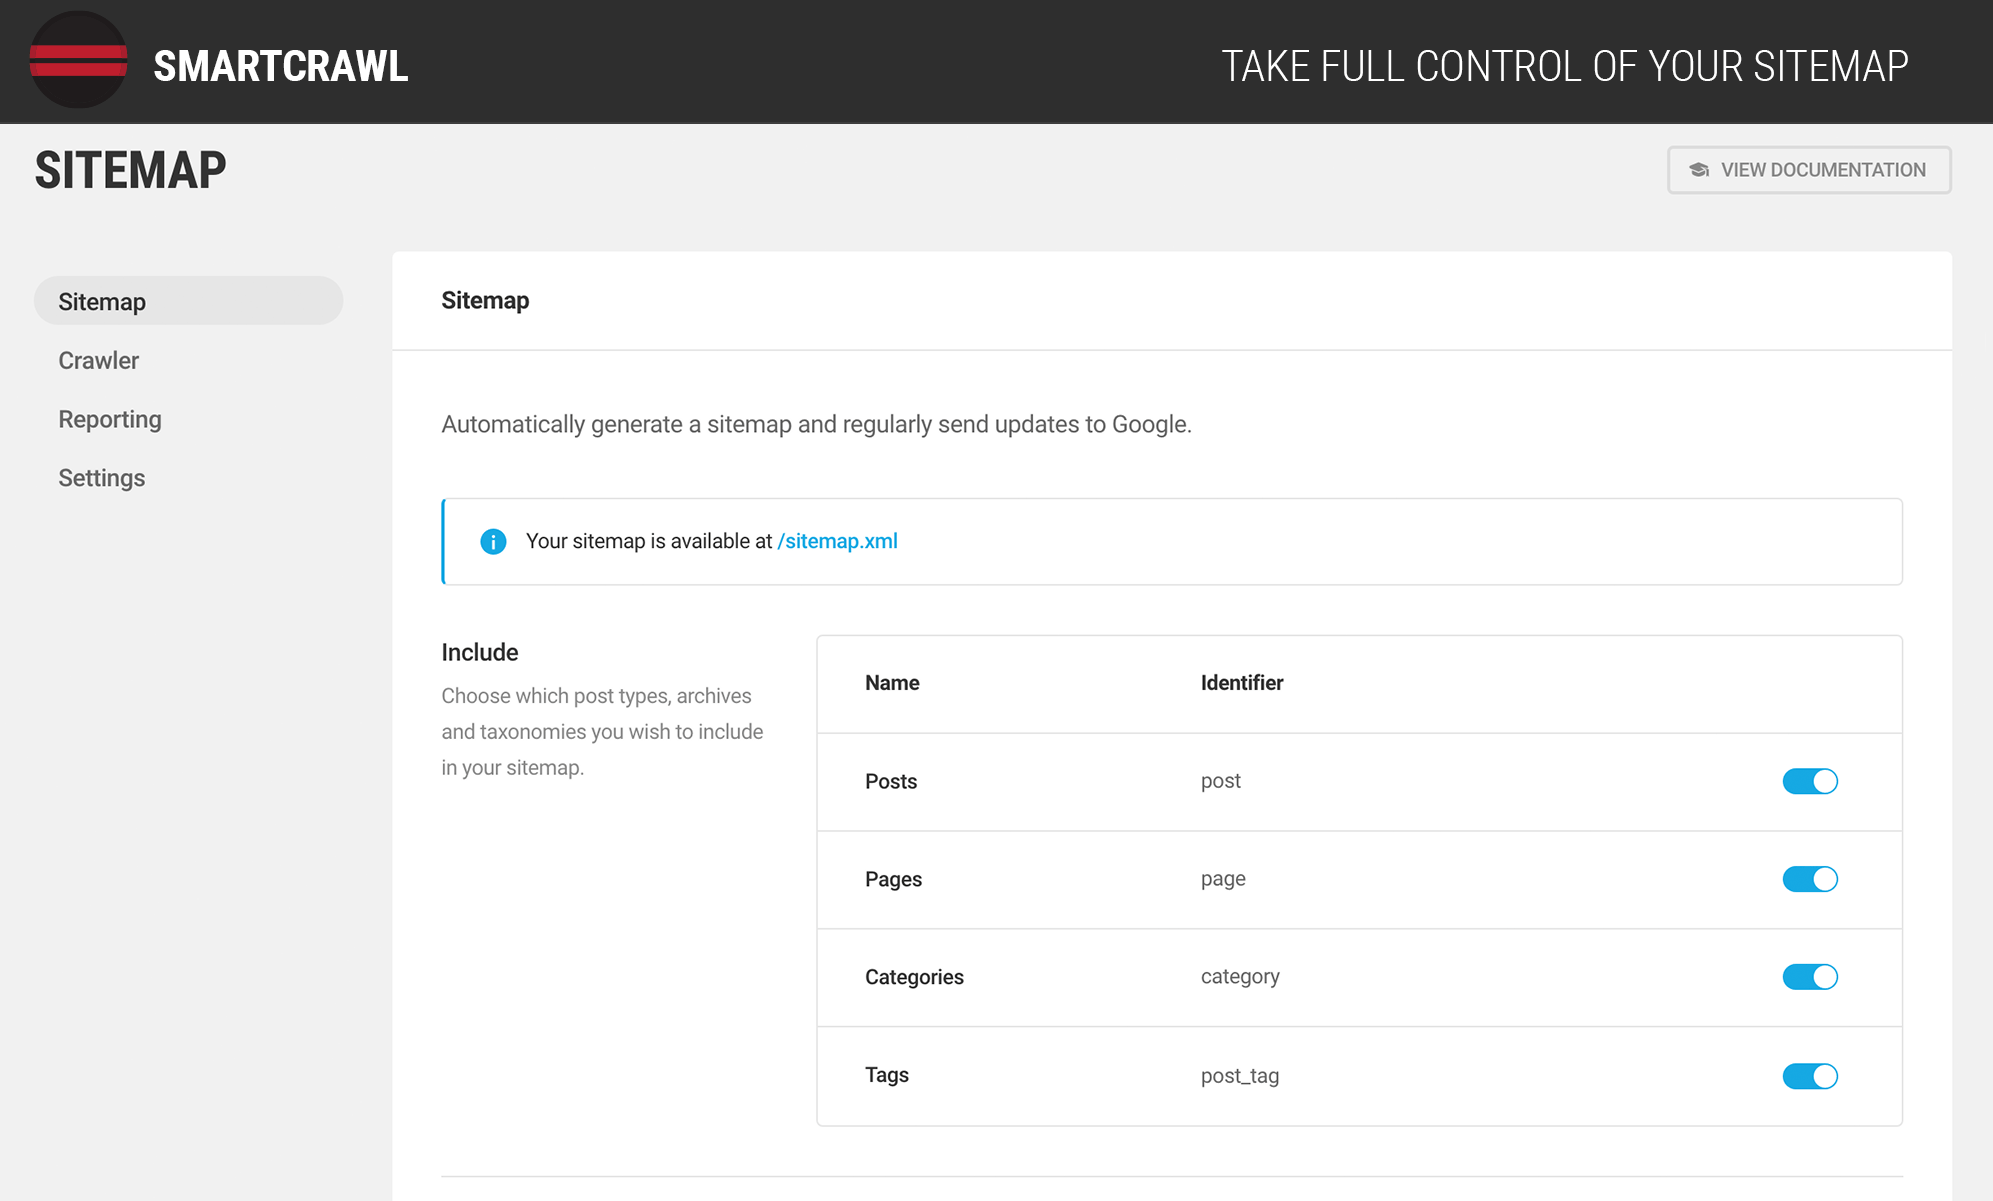 SMARTCRAWL
TAKE FULL CONTROL OF YOUR SITEMAP
SITEMAP
VIEW DOCUMENTATION
Sitemap
Crawler
Reporting
Settings
Sitemap
Automatically generate a sitemap and regularly send updates to Google.
Your sitemap is available at /sitemap.xml
Include
Choose which post types, archives
and taxonomies you wish to include
in your sitemap.
Name Identifier
Posts post
Pages page
Categories category
Tags post_tag